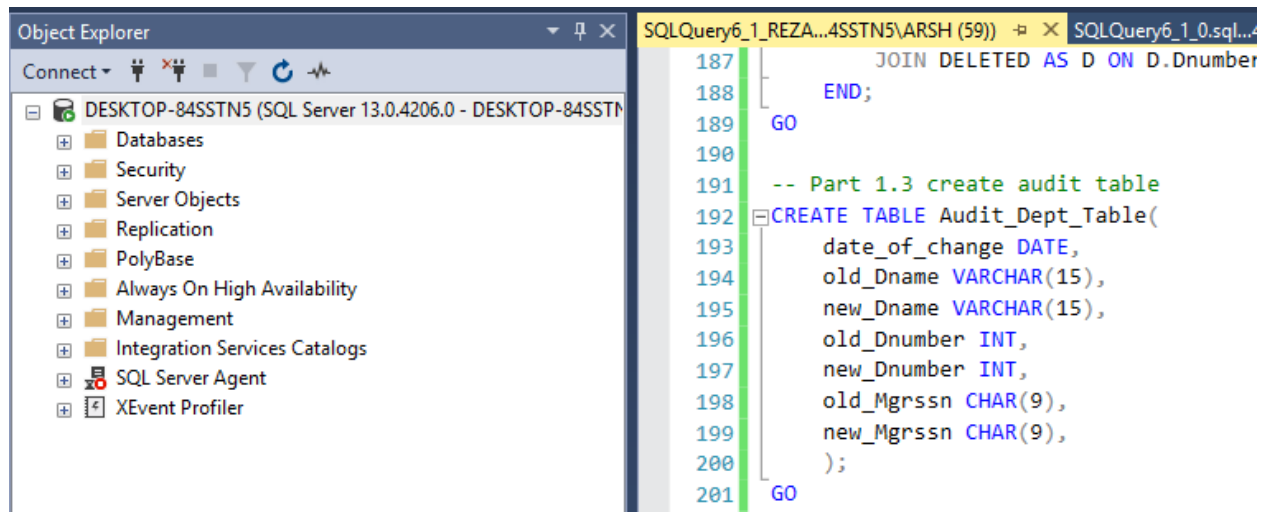 Object Explorer
Connect
DESKTOP-84SSTN5 (SQL Server 13.0.4206.0 - DESKTOP-84SSTN
Databases
Security
Server Objects
Replication
PolyBase
Always On High Availability
Management
Integration Services Catalogs
SQL Server Agent
XEvent Profiler
SQLQuery6_1_REZA...4SSTN5\ARSH (59)) SQLQuery6_1_0.sql...4
187 JOIN DELETED AS D ON D.Dnumber
188 END;
189 GO
190
191 -- Part 1.3 create audit table
192 CREATE TABLE Audit_Dept_Table(
193 date_of_change DATE,
194 old_Dname VARCHAR(15),
195 new_Dname VARCHAR(15),
196 old_Dnumber INT,
197 new_Dnumber INT,
198 old_Mgrssn CHAR(9),
199 new_Mgrssn CHAR(9),
200 );
201 GO